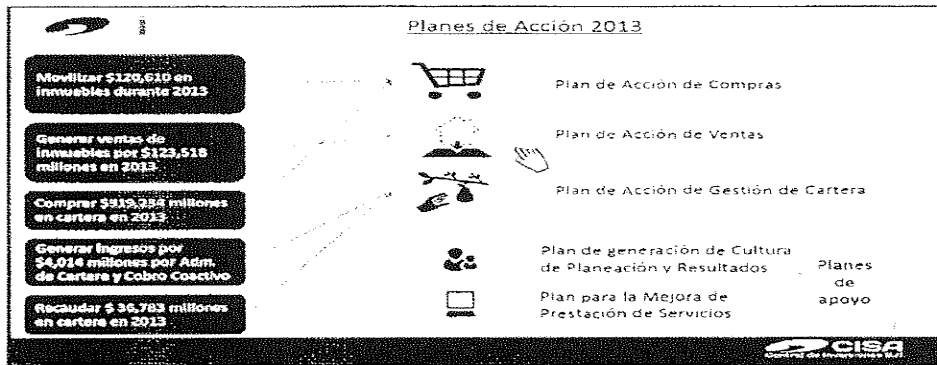 Planes de Acción 2013
Movilizar $120,610 en
inmuebles durante 2013
Generar ventas de
inmuebles por $123,518
millones en 2013
Comprar $919,234 millones
en cartera en 2013
Generar Ingresos por
$4,014 millones por Adm.
de Cartera y Cobro Coactivo
Recaudar $ 36,783 millones
en cartera en 2013
Plan de Acción de Compras
Plan de Acción de Ventas
Plan de Acción de Gestión de Cartera
Plan de generación de Cultura
de Planeación y Resultados
Plan para la Mejora de
Prestación de Servicios
Planes
de
apoyo
CISA
Central de Inversiones S.A.